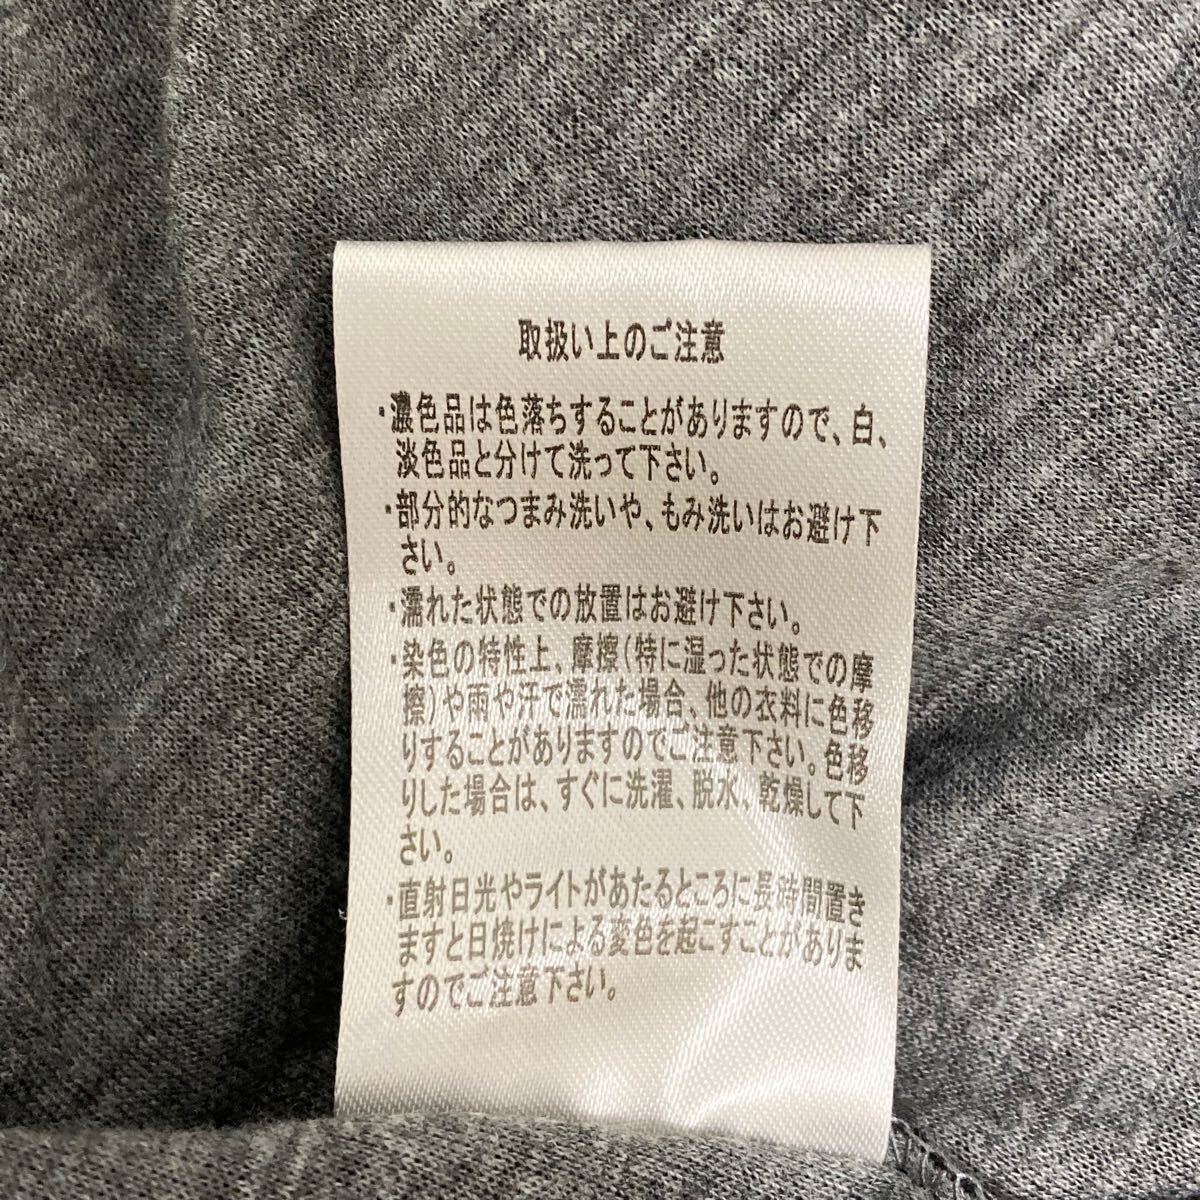 取扱い上のご注意
・濃色品は色落ちすることがありますので、白、
淡色品と分けて洗って下さい。
・部分的なつまみ洗いや、もみ洗いはお避け下
さい。
・濡れた状態での放置はお避け下さい。
・染色の特性上、摩擦(特に湿った状態での摩
擦)や雨や汗で濡れた場合、他の衣料に色移
りすることがありますのでご注意下さい。色移
りした場合は、すぐに洗濯、脱水、乾燥して下
さい。
・直射日光やライトがあたるところに長時間置き
ますと日焼けによる変色を起こすことがありま
すのでご注意下さい。